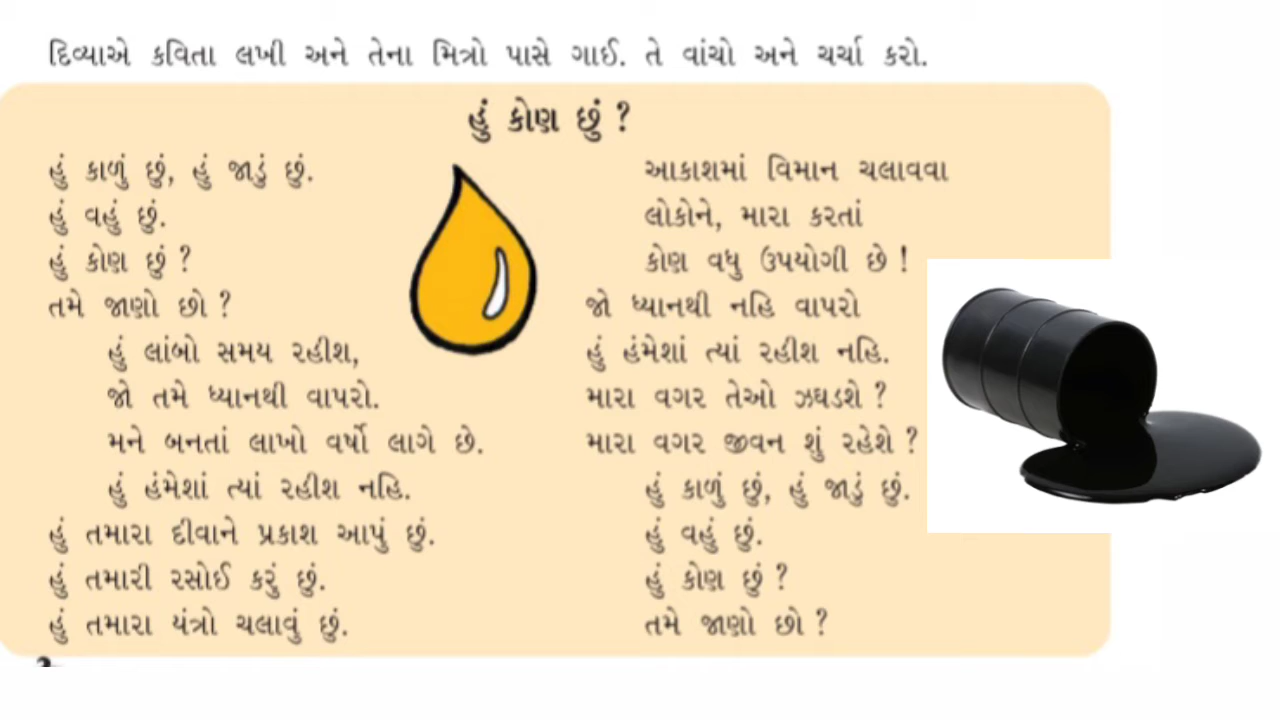 દિવ્યાએ કવિતા લખી અને તેના મિત્રો પાસે ગાઈ. તે વાંચો અને ચર્ચા કરો.
હું કોણ છું ?
હું કાળું છું, હું જાડું છું.
હું વહું છું.
હું કોણ છું ?
તમે જાણો છો ?
હું લાંબો સમય રહીશ,
જો તમે ધ્યાનથી વાપરો.
મને બનતાં લાખો વર્ષો લાગે છે.
હું હંમેશાં ત્યાં રહીશ નહિ.
હું તમારા દીવાને પ્રકાશ આપું છું.
હું તમારી રસોઈ કરું છું.
હું તમારા યંત્રો ચલાવું છું.
આકાશમાં વિમાન ચલાવવા
લોકોને, મારા કરતાં
કોણ વધુ ઉપયોગી છે !
જો ધ્યાનથી નહિ વાપરો
હું હંમેશાં ત્યાં રહીશ નહિ.
મારા વગર તેઓ ઝઘડશે ?
મારા વગર જીવન શું રહેશે ?
હું કાળું છું, હું જાડું છું.
હું વહું છું.
હું કોણ છું ?
તમે જાણો છો ?